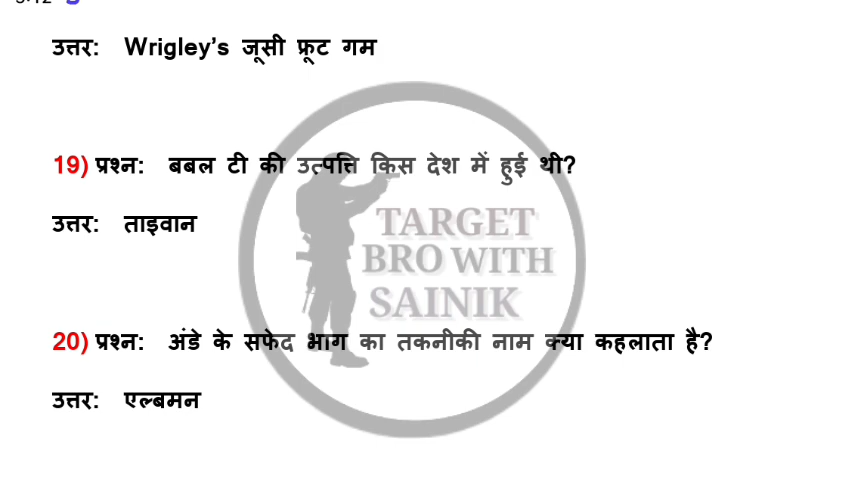 उत्तर: Wrigley’s जूसी फ्रूट गम
19) प्रश्न: बबल टी की उत्पत्ति किस देश में हुई थी?
उत्तर: ताइवान
TARGET
BRO WITH
SAINIK
20) प्रश्न: अंडे के सफेद भाग का तकनीकी नाम क्या कहलाता है?
उत्तर: एल्बमन